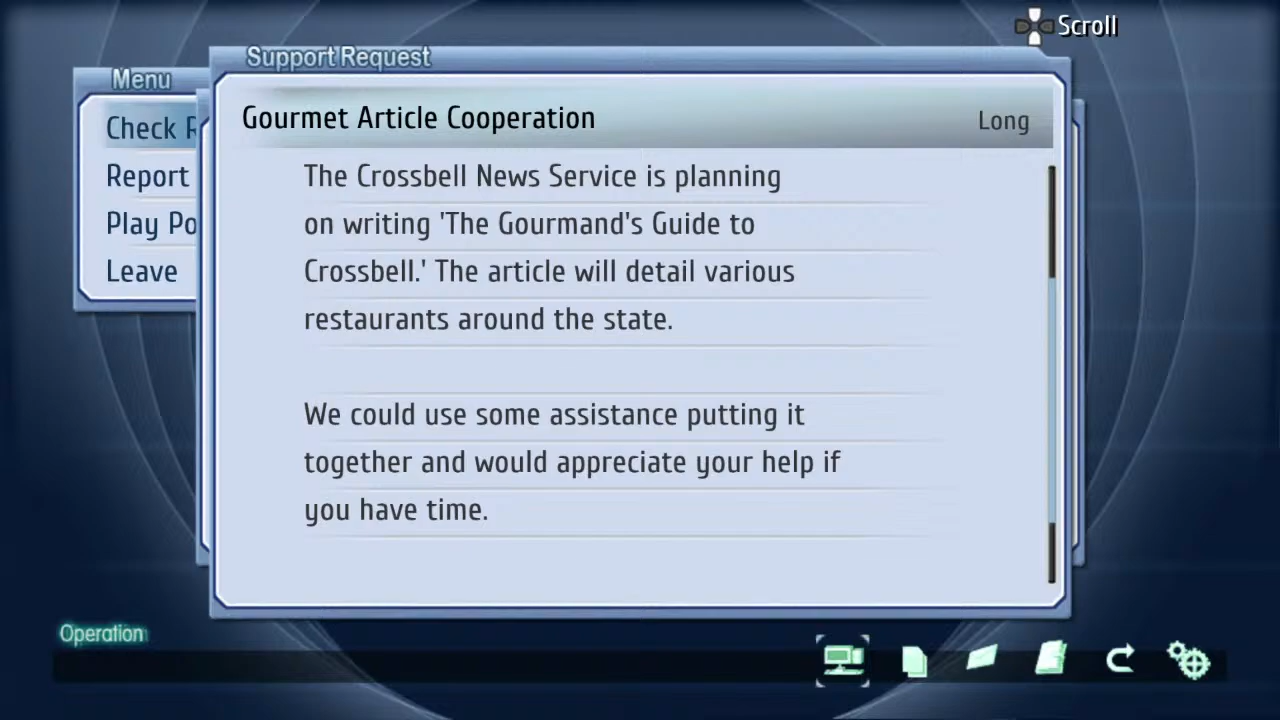 Scroll
Support Request
Menu
Gourmet Article Cooperation
Long
Check R
Report
Play Po
Leave
The Crossbell News Service is planning
on writing 'The Gourmand's Guide to
Crossbell.' The article will detail various
restaurants around the state.
We could use some assistance putting it
together and would appreciate your help if
you have time.
Operation